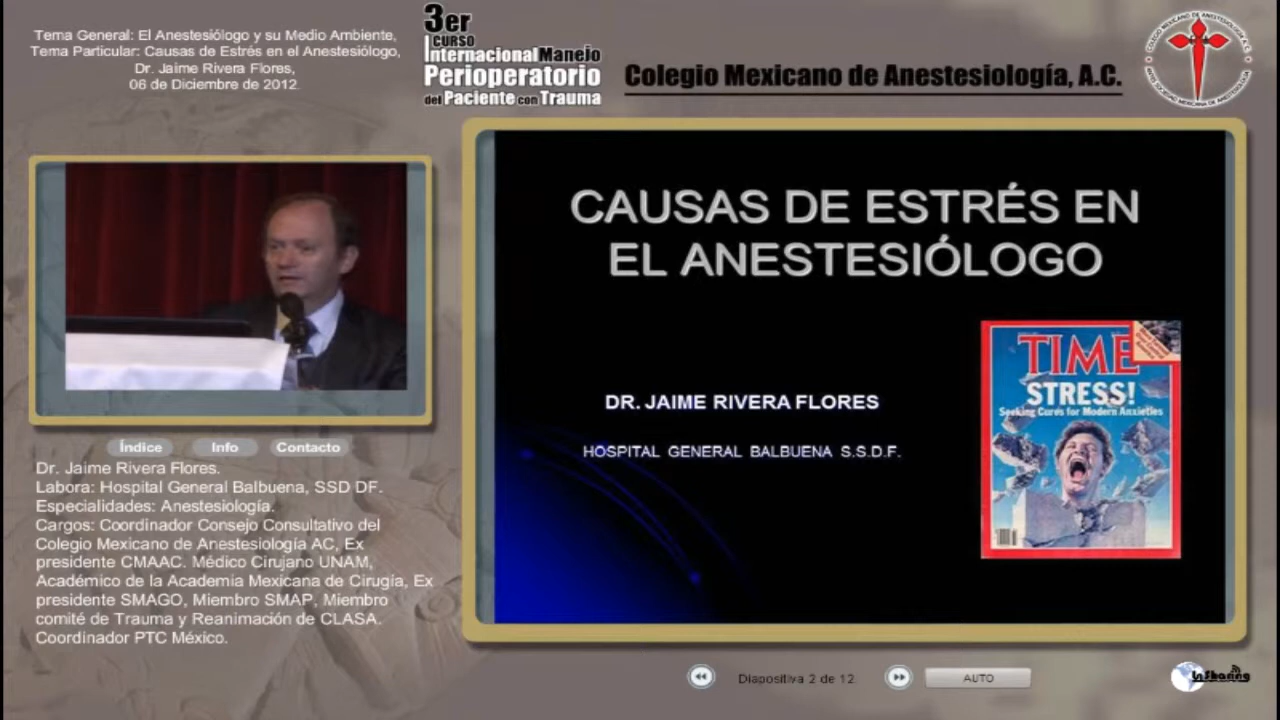 Tema General: El Anestesiólogo y su Medio Ambiente,
Tema Particular: Causas de Estrés en el Anestesiólogo,
Dr. Jaime Rivera Flores,
06 de Diciembre de 2012.
3er
CURSO
Internacional Manejo
Perioperatorio
del Paciente con Trauma
Colegio Mexicano de Anestesiología, A.C.
CAUSAS DE ESTRÉS EN
EL ANESTESIÓLOGO
DR. JAIME RIVERA FLORES
HOSPITAL GENERAL BALBUENA S.S.D.F.
TIME
STRESS!
Seeking Cures for Modern Anxieties
Índice Info Contacto
Dr. Jaime Rivera Flores.
Labora: Hospital General Balbuena, SSD DF.
Especialidades: Anestesiología.
Cargos: Coordinador Consejo Consultativo del
Colegio Mexicano de Anestesiología AC, Ex
presidente CMAAC. Médico Cirujano UNAM,
Académico de la Academia Mexicana de Cirugía, Ex
presidente SMAGO, Miembro SMAP, Miembro
comité de Trauma y Reanimación de CLASA.
Coordinador PTC México.
Diapositiva 2 de 12
AUTO